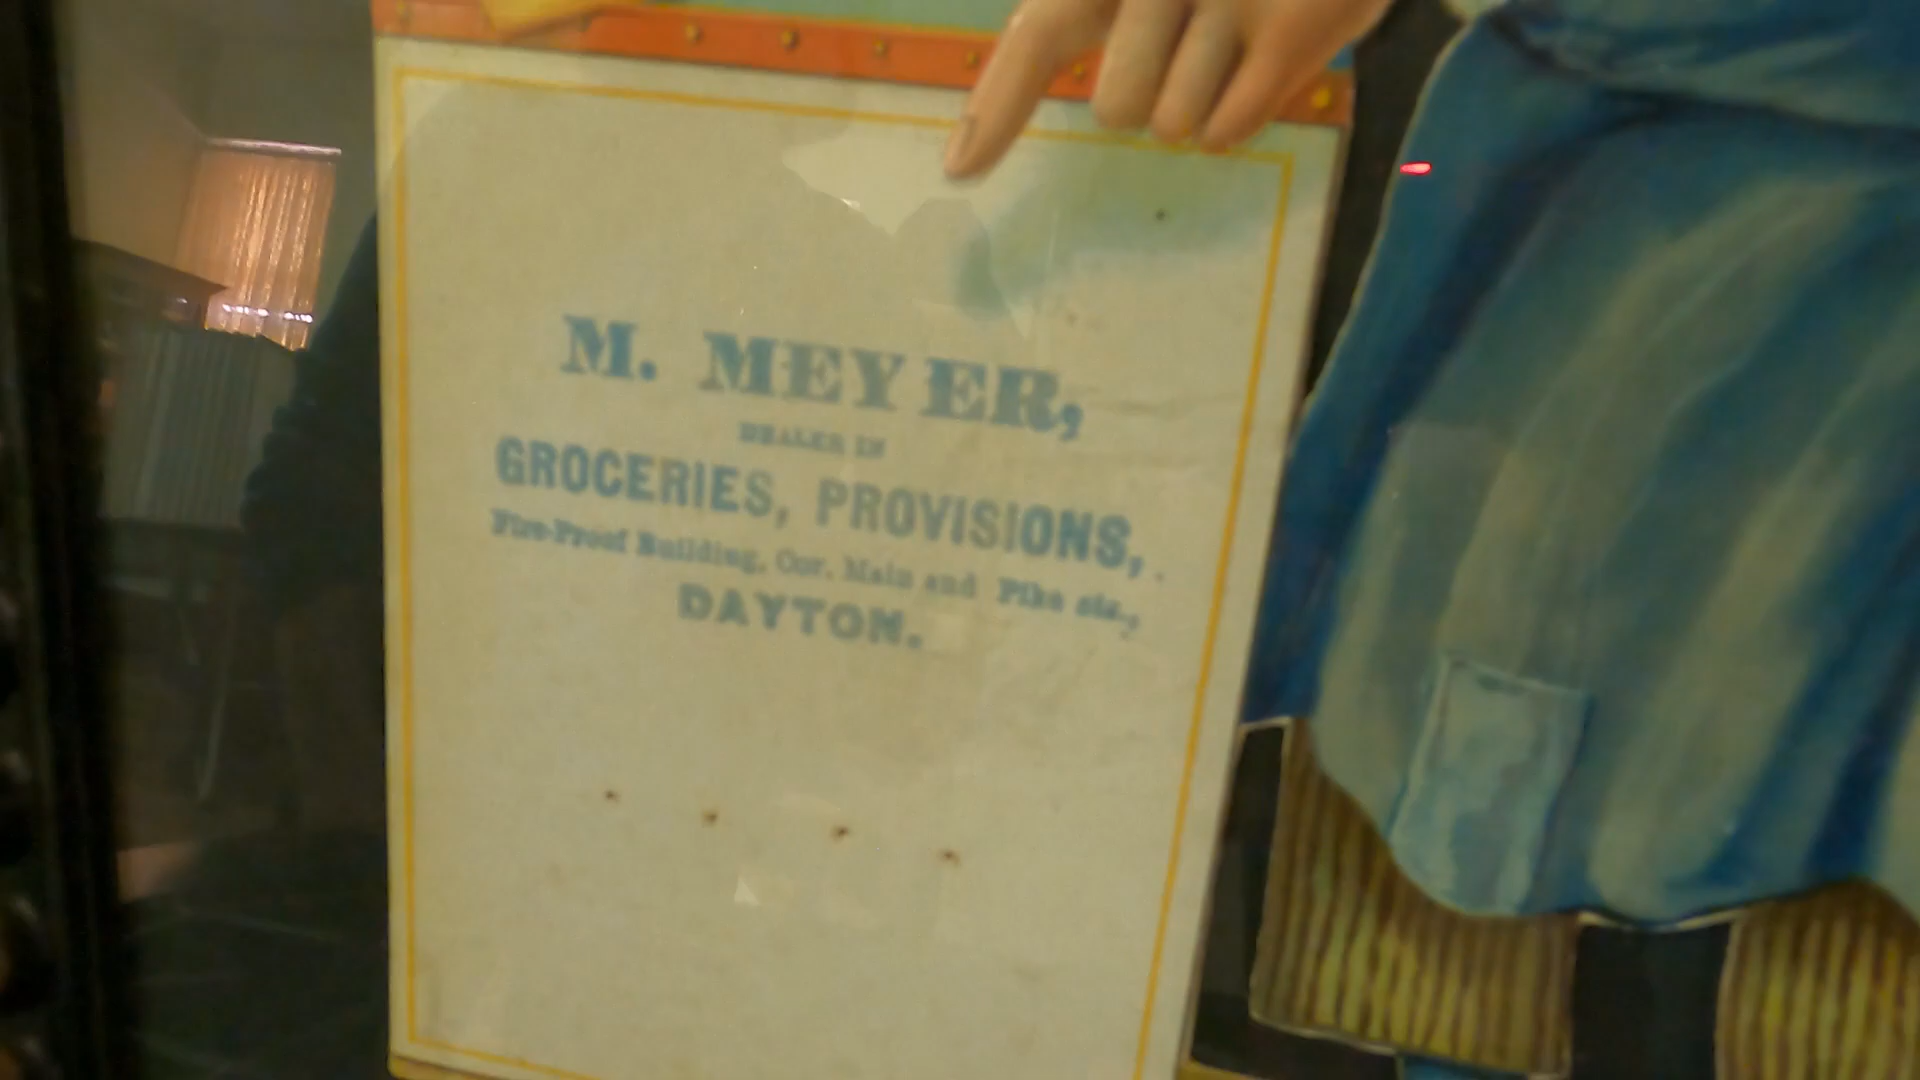 M. MEYER,
DEALER IN
GROCERIES, PROVISIONS,
Fire-Proof Building, Cor. Main and Pike sts.,
DAYTON.